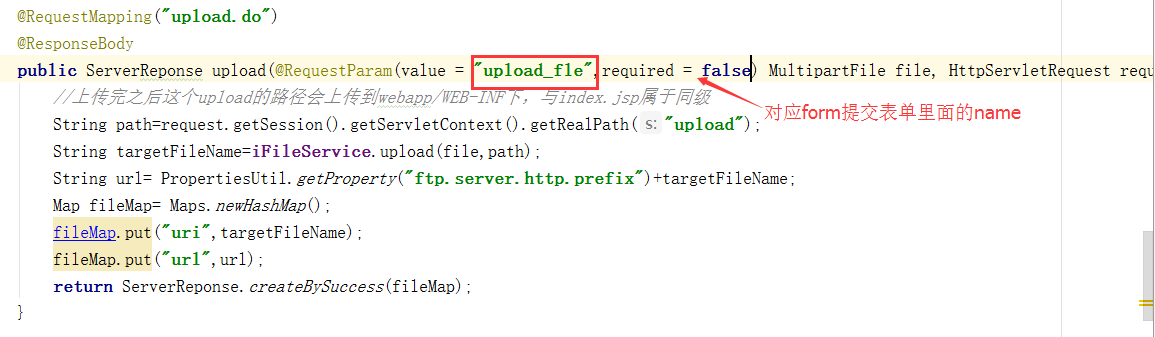 @RequestMapping("upload.do")
@ResponseBody
public ServerReponse upload(@RequestParam(value = "upload_fle",required = false) MultipartFile file, HttpServletRequest requ
//上传完之后这个upload的路径会上传到webapp/WEB-INF下，与index.jsp属于同级
对应form提交表单里面的name
String path=request.getSession().getServletContext().getRealPath( s: "upload");
String targetFileName=iFileService.upload(file,path);
String url= PropertiesUtil.getProperty("ftp.server.http.prefix")+targetFileName;
Map fileMap= Maps.newHashMap();
fileMap.put("uri",targetFileName);
fileMap.put("url",url);
return ServerReponse.createBySuccess(fileMap);
}